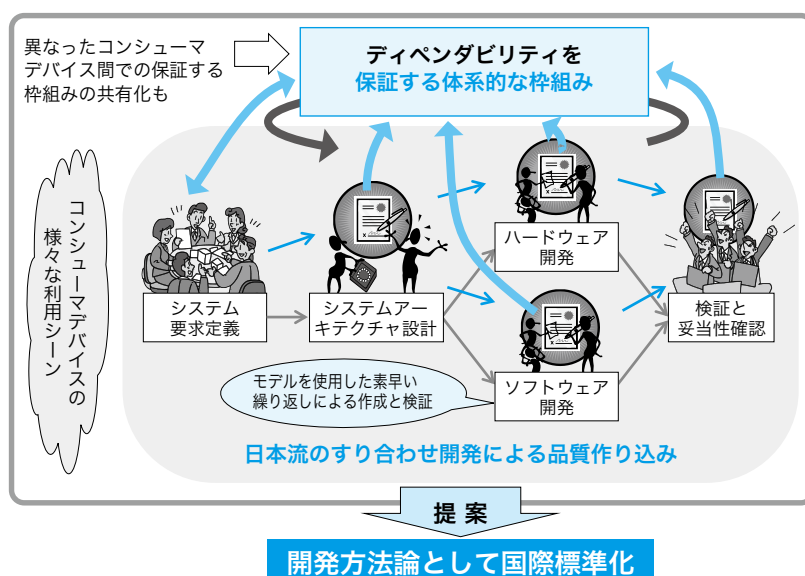 異なったコンシューマ
デバイス間での保証する
枠組みの共有化も
ディペンダビリティを
保証する体系的な枠組み
コンシューマデバイスの
様々な利用シーン
システム
要求定義
システムアー
キテクチャ設計
ハードウェア
開発
ソフトウェア
開発
検証と
妥当性確認
モデルを使用した素早い
繰り返しによる作成と検証
日本流のすり合わせ開発による品質作り込み
提 案
開発方法論として国際標準化